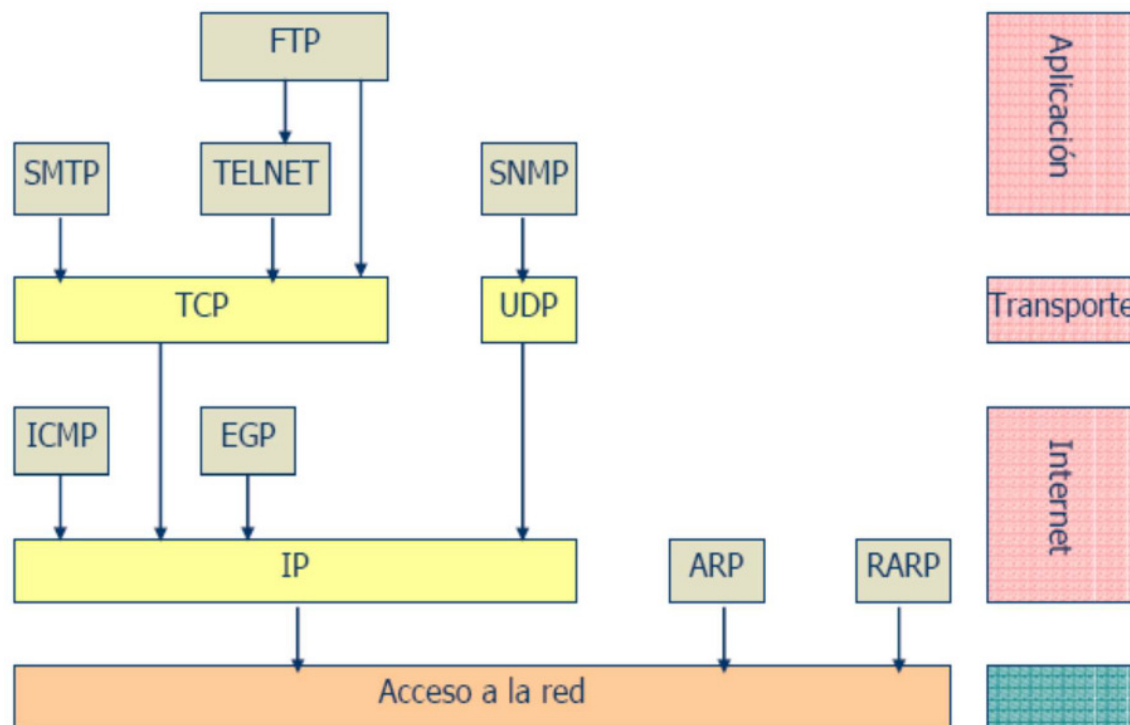 FTP
Aplicación
SMTP
TELNET
SNMP
TCP
UDP
Transporte
ICMP
EGP
Internet
IP
ARP
RARP
Acceso a la red